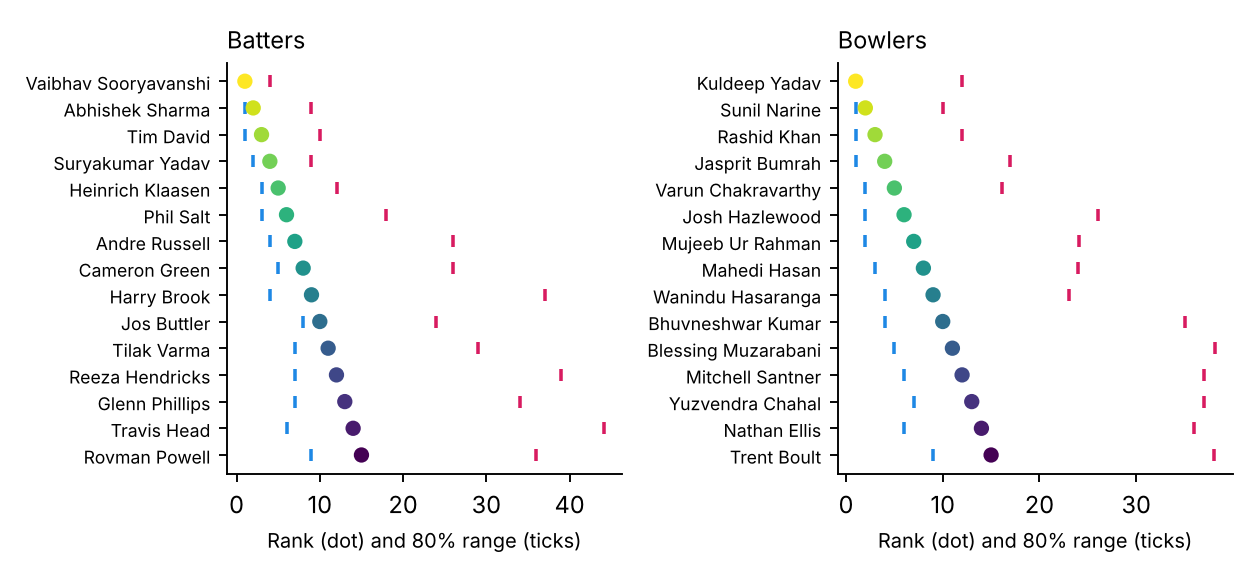 Batters
Vaibhav Sooryavanshi
Abhishek Sharma
Tim David
Suryakumar Yadav
Heinrich Klaasen
Phil Salt
Andre Russell
Cameron Green
Harry Brook
Jos Buttler
Tilak Varma
Reeza Hendricks
Glenn Phillips
Travis Head
Rovman Powell
0 10 20 30 40
Rank (dot) and 80% range (ticks)
Bowlers
Kuldeep Yadav
Sunil Narine
Rashid Khan
Jasprit Bumrah
Varun Chakravarthy
Josh Hazlewood
Mujeeb Ur Rahman
Mahedi Hasan
Wanindu Hasaranga
Bhuvneshwar Kumar
Blessing Muzarabani
Mitchell Santner
Yuzvendra Chahal
Nathan Ellis
Trent Boult
0 10 20 30
Rank (dot) and 80% range (ticks)